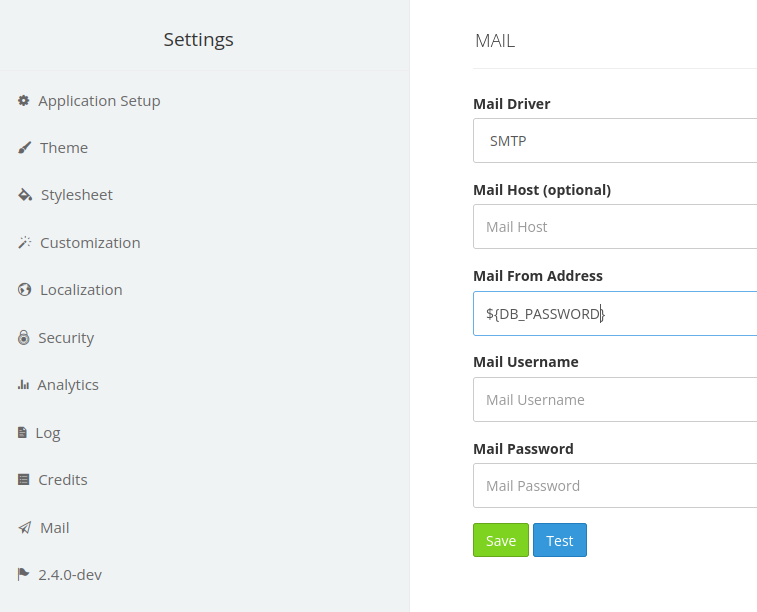 Settings
Application Setup
Theme
Stylesheet
Customization
Localization
Security
Analytics
Log
Credits
Mail
2.4.0-dev
MAIL
Mail Driver
SMTP
Mail Host (optional)
Mail Host
Mail From Address
${DB_PASSWORD}
Mail Username
Mail Username
Mail Password
Mail Password
Save Test